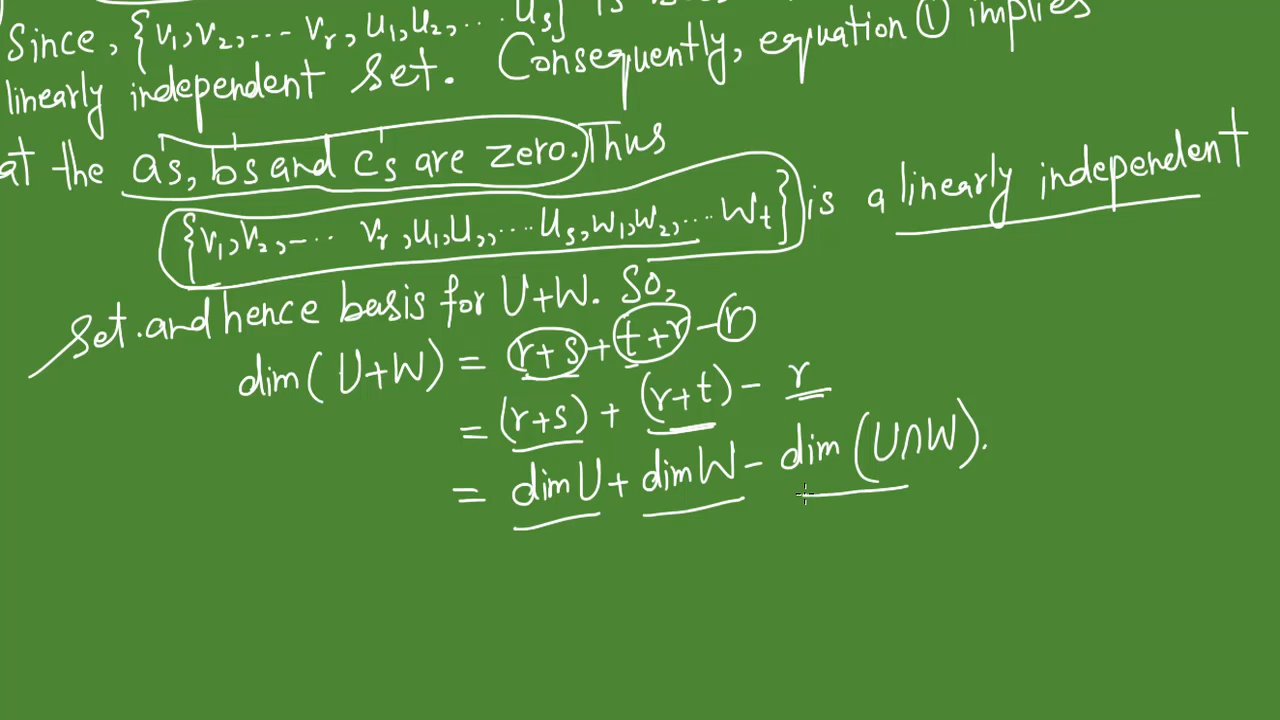 Since, {v₁,v₂,... vᵣ, u₁,u₂,... uₛ} is
linearly independent set. Consequently, equation ① implies
at the a's, b's and c's are zero. Thus
{v₁,v₂,-... vᵣ,u₁,u₂,,... uₛ,w₁,w₂,.... wₜ} is a linearly independent
set. and hence basis for U+W. So,
dim( U+W) = r+s + t+r - r
= (r+s) + (r+t) - r
= dim U + dim W - dim (U∩W).